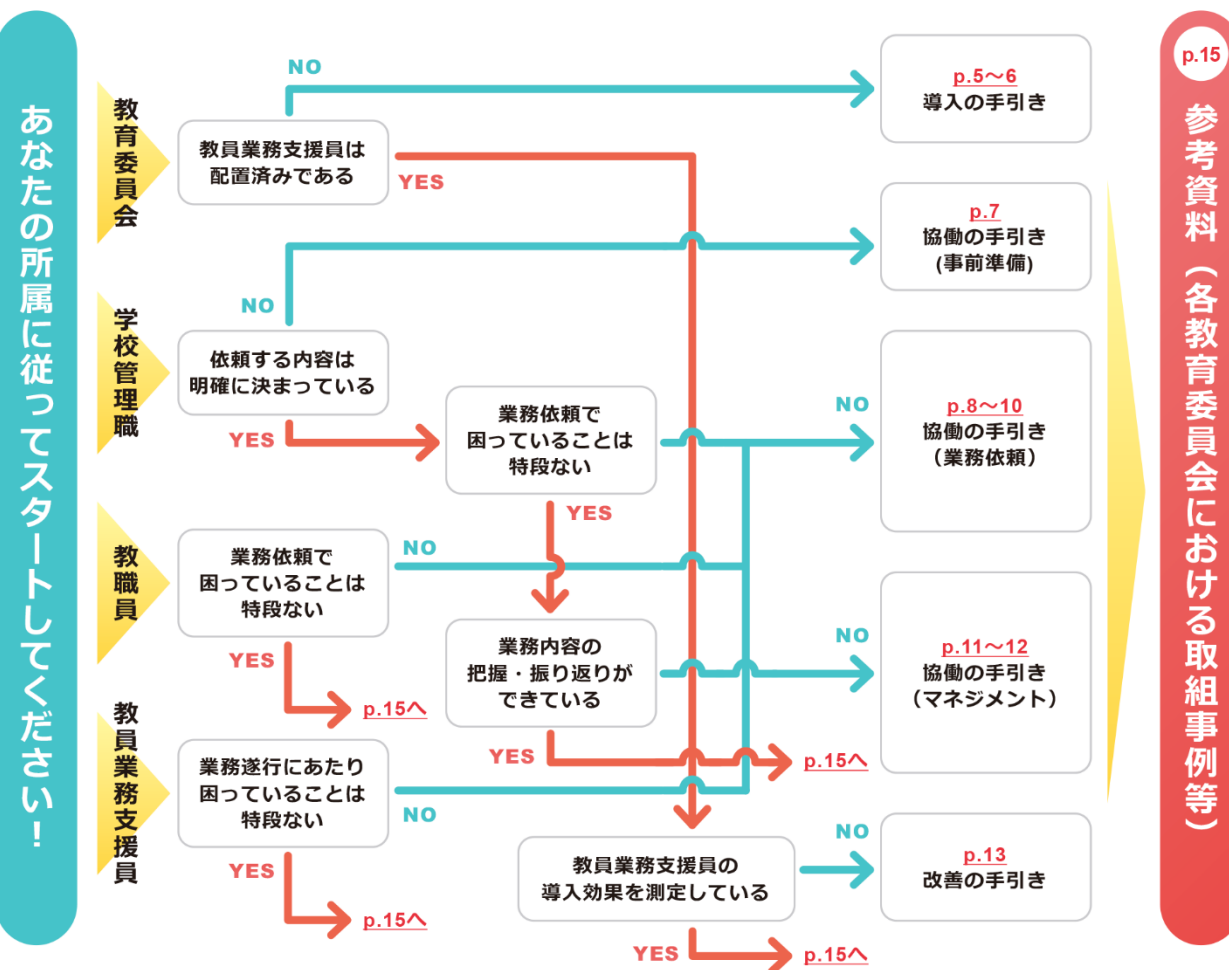 あなたの所属に従ってスタートしてください！
教育委員会
教員業務支援員は
配置済みである
NO
YES
p.5〜6
導入の手引き
学校管理職
依頼する内容は
明確に決まっている
NO
YES
p.7
協働の手引き
(事前準備)
業務依頼で
困っていることは
特段ない
NO
YES
p.8〜10
協働の手引き
（業務依頼）
教職員
業務依頼で
困っていることは
特段ない
NO
YES
p.15へ
業務内容の
把握・振り返りが
できている
NO
YES
p.15へ
p.11〜12
協働の手引き
（マネジメント）
教員業務支援員
業務遂行にあたり
困っていることは
特段ない
NO
YES
p.15へ
教員業務支援員の
導入効果を測定している
NO
YES
p.15へ
p.13
改善の手引き
p.15
参考資料（各教育委員会における取組事例等）